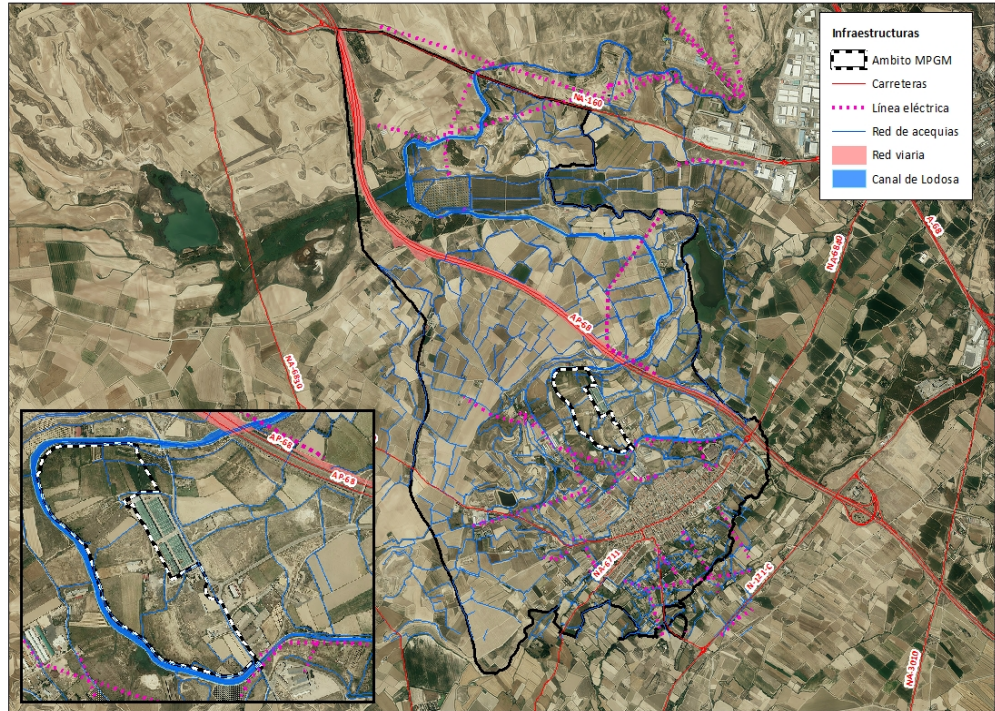 Infraestructuras
Ambito MPGM
Carreteras
Línea eléctrica
Red de acequias
Red viaria
Canal de Lodosa
NA-160
A-68
NA-6840
AP-68
NA-6830
AP-68
AP-68
NA-6711
N-121-C
NA-3010